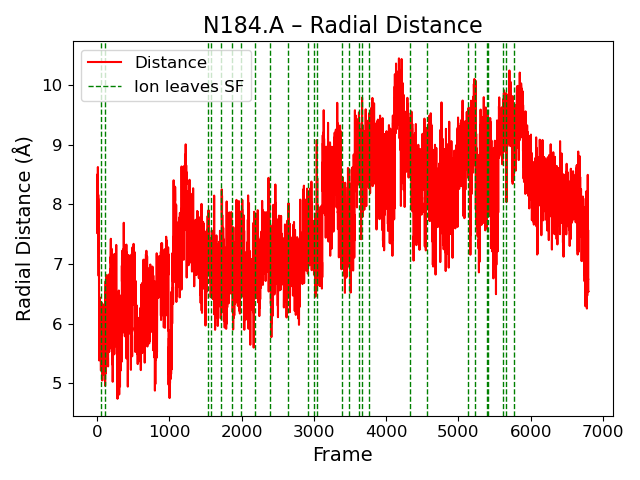 N184.A – Radial Distance
Distance
Ion leaves SF
Radial Distance (Å)
10
9
8
7
6
5
0 1000 2000 3000 4000 5000 6000 7000
Frame